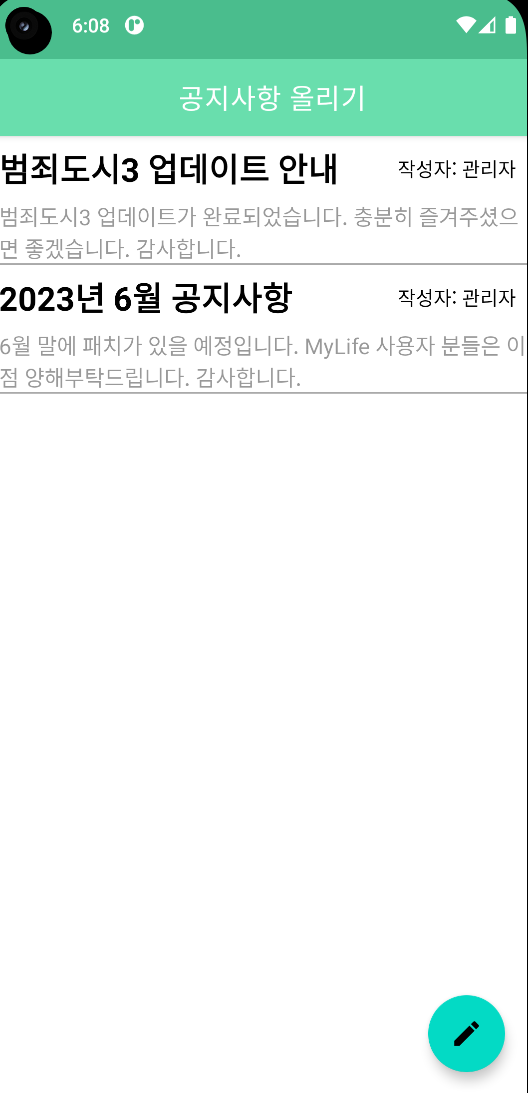 6:08
공지사항 올리기
범죄도시3 업데이트 안내 작성자: 관리자
범죄도시3 업데이트가 완료되었습니다. 충분히 즐겨주셨으
면 좋겠습니다. 감사합니다.
2023년 6월 공지사항 작성자: 관리자
6월 말에 패치가 있을 예정입니다. MyLife 사용자 분들은 이
점 양해부탁드립니다. 감사합니다.